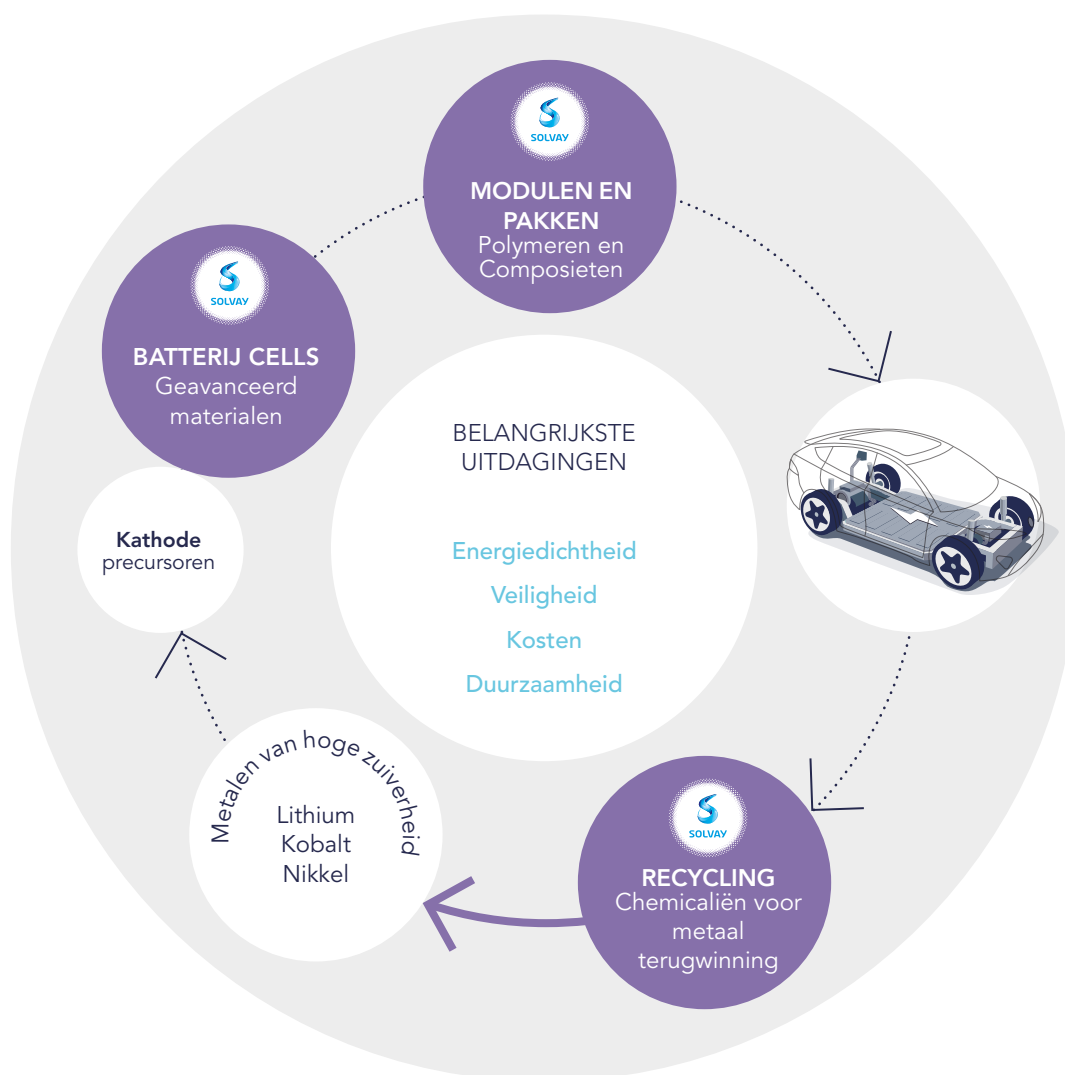 SOLVAY
MODULEN EN
PAKKEN
Polymeren en
Composieten
SOLVAY
BATTERIJ CELLS
Geavanceerd
materialen
BELANGRIJKSTE
UITDAGINGEN
Energiedichtheid
Veiligheid
Kosten
Duurzaamheid
Kathode
precursoren
Metalen van hoge zuiverheid
Lithium
Kobalt
Nikkel
SOLVAY
RECYCLING
Chemicaliën voor
metaal
terugwinning